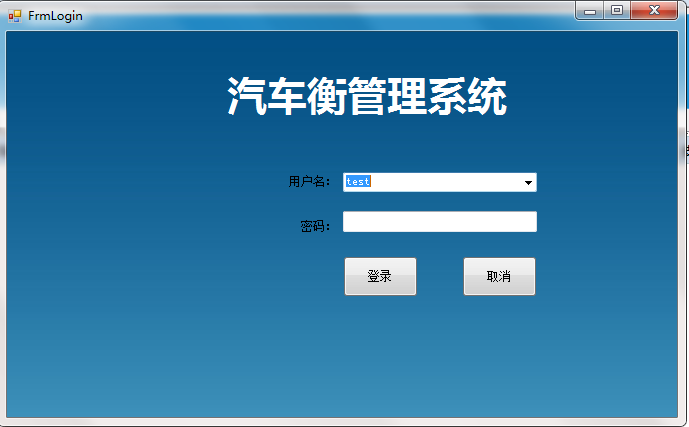 FrmLogin
汽车衡管理系统
用户名：
test
密码：
登录
取消